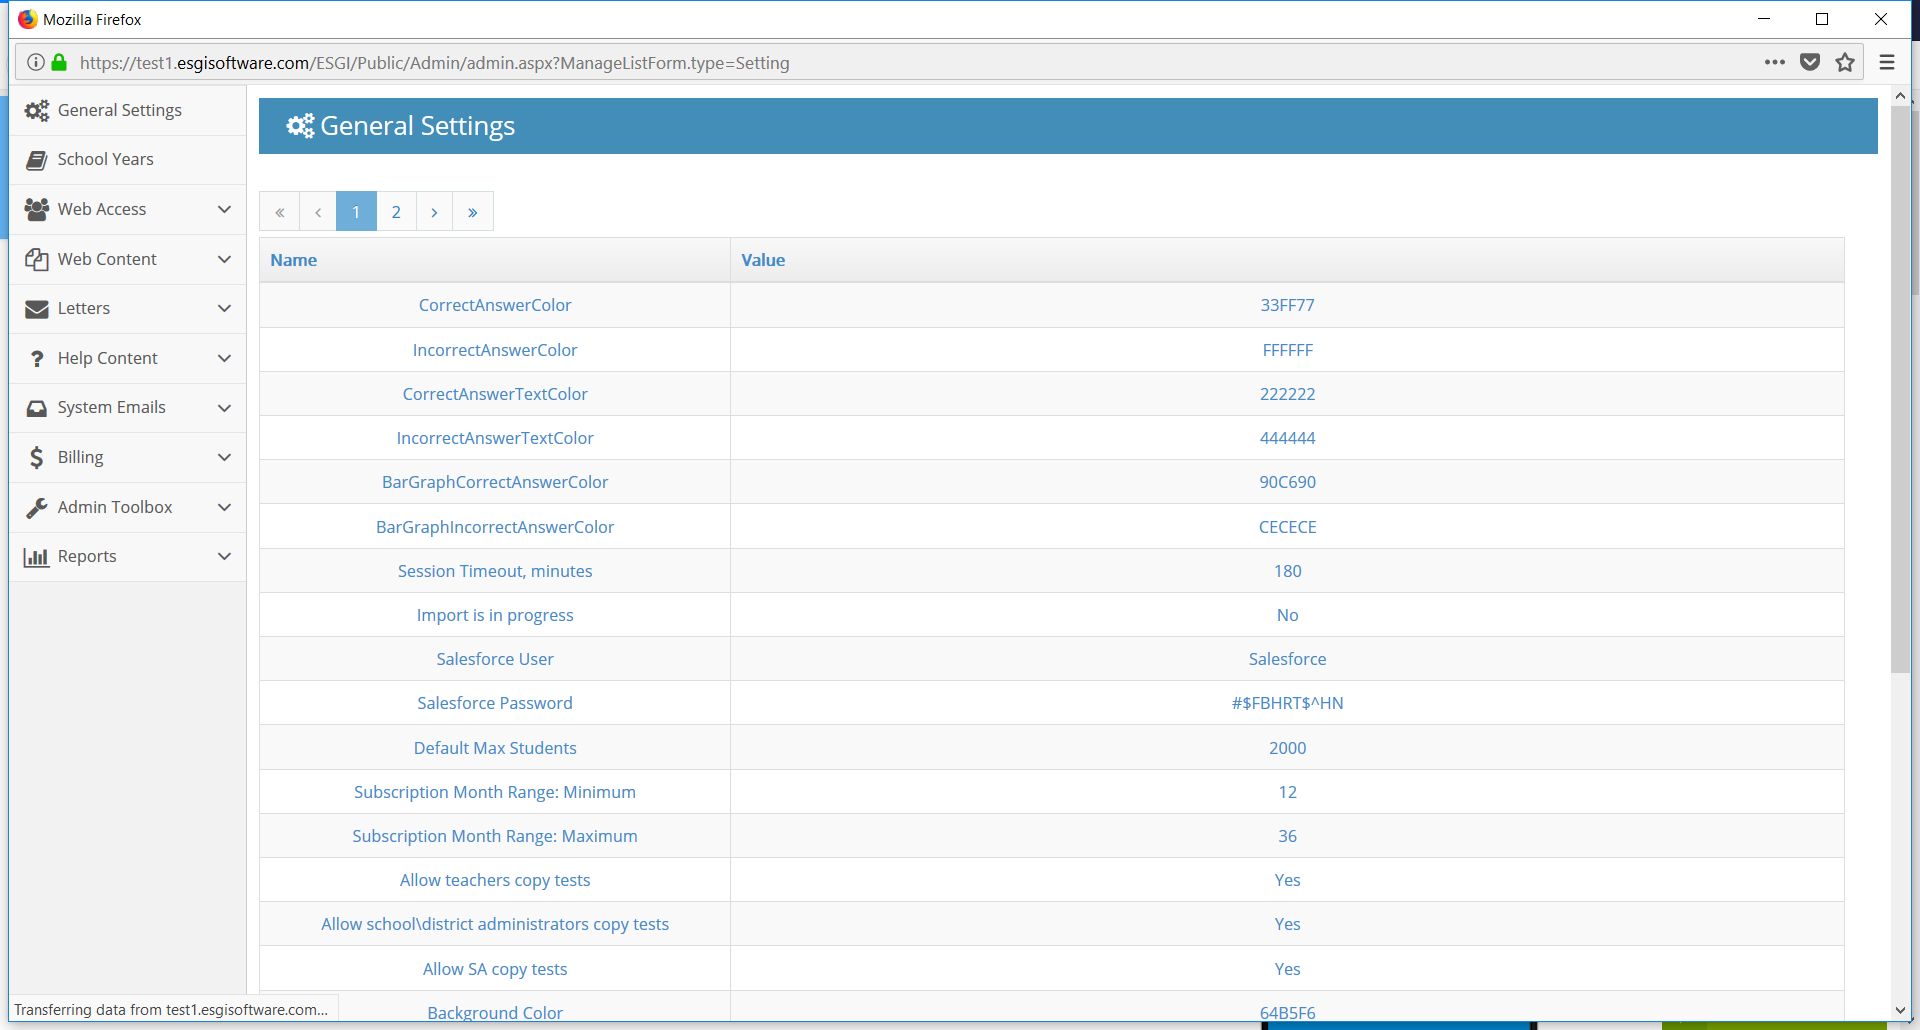 Mozilla Firefox
https://test1.esgisoftware.com/ESGI/Public/Admin/admin.aspx?ManageListForm.type=Setting
General Settings
School Years
Web Access
Web Content
Letters
Help Content
System Emails
Billing
Admin Toolbox
Reports
General Settings
« ‹ 1 2 › »
Name Value
CorrectAnswerColor 33FF77
IncorrectAnswerColor FFFFFF
CorrectAnswerTextColor 222222
IncorrectAnswerTextColor 444444
BarGraphCorrectAnswerColor 90C690
BarGraphIncorrectAnswerColor CECECE
Session Timeout, minutes 180
Import is in progress No
Salesforce User Salesforce
Salesforce Password #$FBHRT$^HN
Default Max Students 2000
Subscription Month Range: Minimum 12
Subscription Month Range: Maximum 36
Allow teachers copy tests Yes
Allow school\district administrators copy tests Yes
Allow SA copy tests Yes
Background Color 64B5F6
Transferring data from test1.esgisoftware.com...